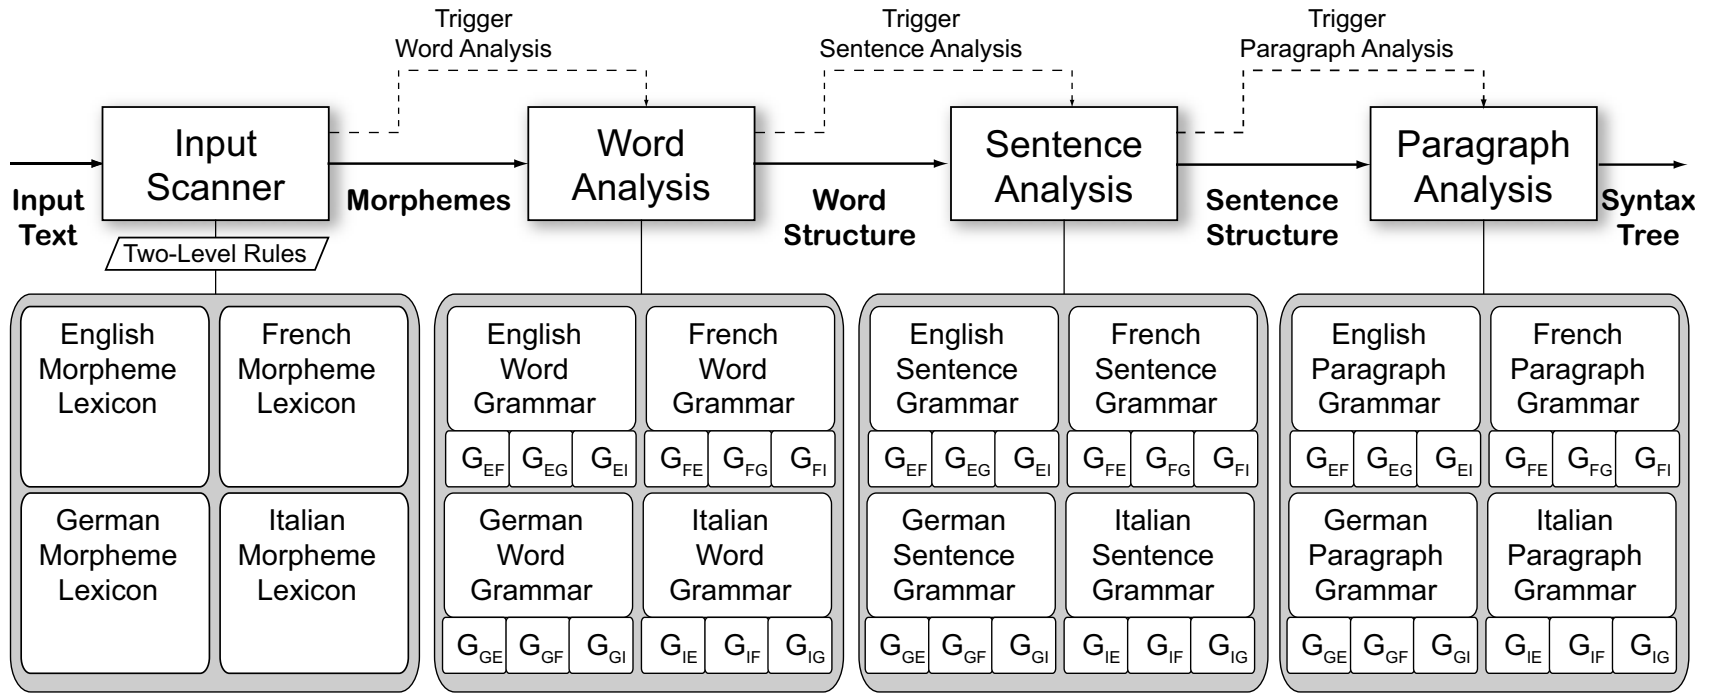 Trigger
Word Analysis
Trigger
Sentence Analysis
Trigger
Paragraph Analysis
Input
Scanner
Word
Analysis
Sentence
Analysis
Paragraph
Analysis
Input
Text
Morphemes
Word
Structure
Sentence
Structure
Syntax
Tree
Two-Level Rules
English
Morpheme
Lexicon
French
Morpheme
Lexicon
German
Morpheme
Lexicon
Italian
Morpheme
Lexicon
English
Word
Grammar
French
Word
Grammar
GEF GEG GEI GFE GFG GFI
German
Word
Grammar
Italian
Word
Grammar
GGE GGF GGI GIE GIF GIG
English
Sentence
Grammar
French
Sentence
Grammar
GEF GEG GEI GFE GFG GFI
German
Sentence
Grammar
Italian
Sentence
Grammar
GGE GGF GGI GIE GIF GIG
English
Paragraph
Grammar
French
Paragraph
Grammar
GEF GEG GEI GFE GFG GFI
German
Paragraph
Grammar
Italian
Paragraph
Grammar
GGE GGF GGI GIE GIF GIG